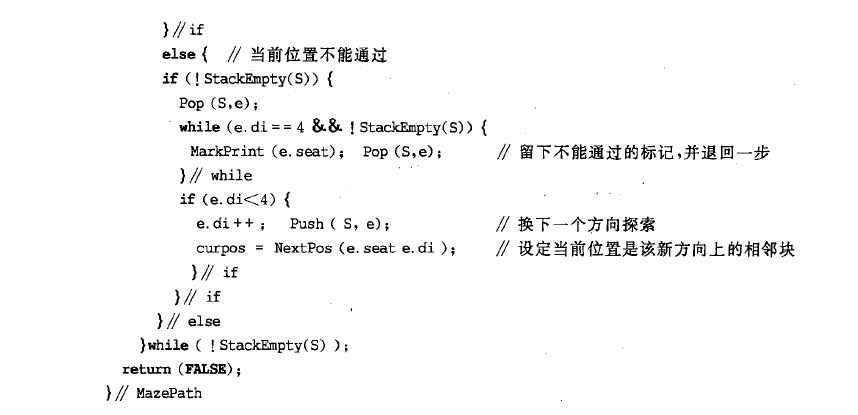 }// if
else { // 当前位置不能通过
if (! StackEmpty(S)) {
Pop (S,e);
while (e.di == 4 && ! StackEmpty(S)) {
MarkPrint (e.seat); Pop (S,e); // 留下不能通过的标记,并退回一步
}// while
if (e.di<4) {
e.di ++ ; Push ( S, e); // 换下一个方向探索
curpos = NextPos (e.seat e.di ); // 设定当前位置是该新方向上的相邻块
}// if
}// if
}// else
}while ( ! StackEmpty(S) );
return (FALSE);
}// MazePath